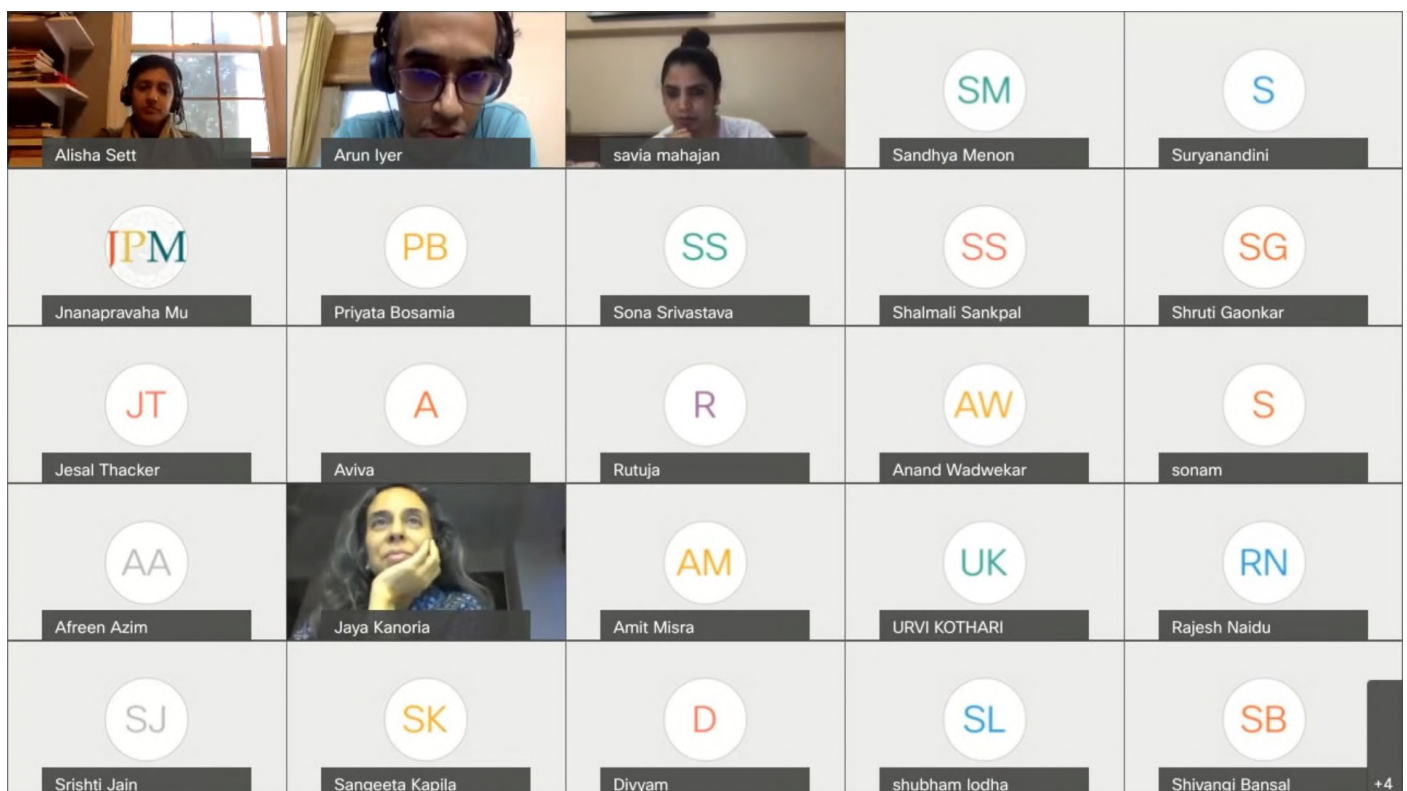 Alisha Sett
Arun Iyer
savia mahajan
SM
Sandhya Menon
S
Suryanandini
JPM
Jnanapravaha Mu
PB
Priyata Bosamia
SS
Sona Srivastava
SS
Shalmali Sankpal
SG
Shruti Gaonkar
JT
Jesal Thacker
A
Aviva
R
Rutuja
AW
Anand Wadwekar
S
sonam
AA
Afreen Azim
Jaya Kanoria
AM
Amit Misra
UK
URVI KOTHARI
RN
Rajesh Naidu
SJ
Srishti Jain
SK
Sangeeta Kapila
D
Divyam
SL
shubham lodha
SB
Shivangi Bansal
+4